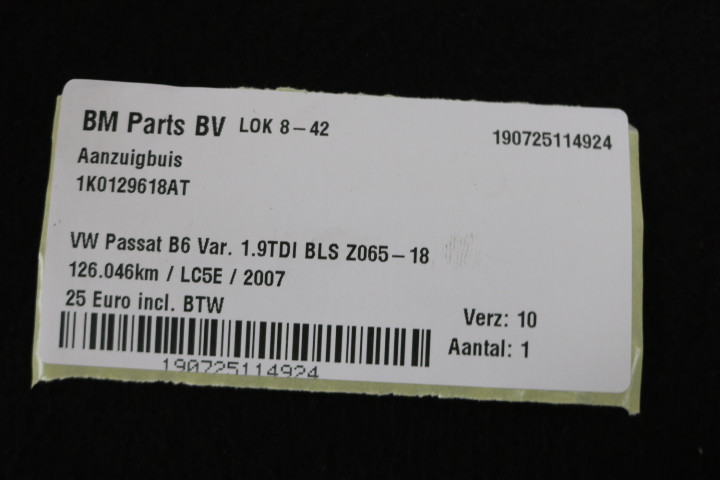 BM Parts BV LOK 8-42
190725114924
Aanzuigbuis
1K0129618AT
VW Passat B6 Var. 1.9TDI BLS Z065-18
126.046km / LC5E / 2007
25 Euro incl. BTW
Verz: 10
Aantal: 1
190725114924